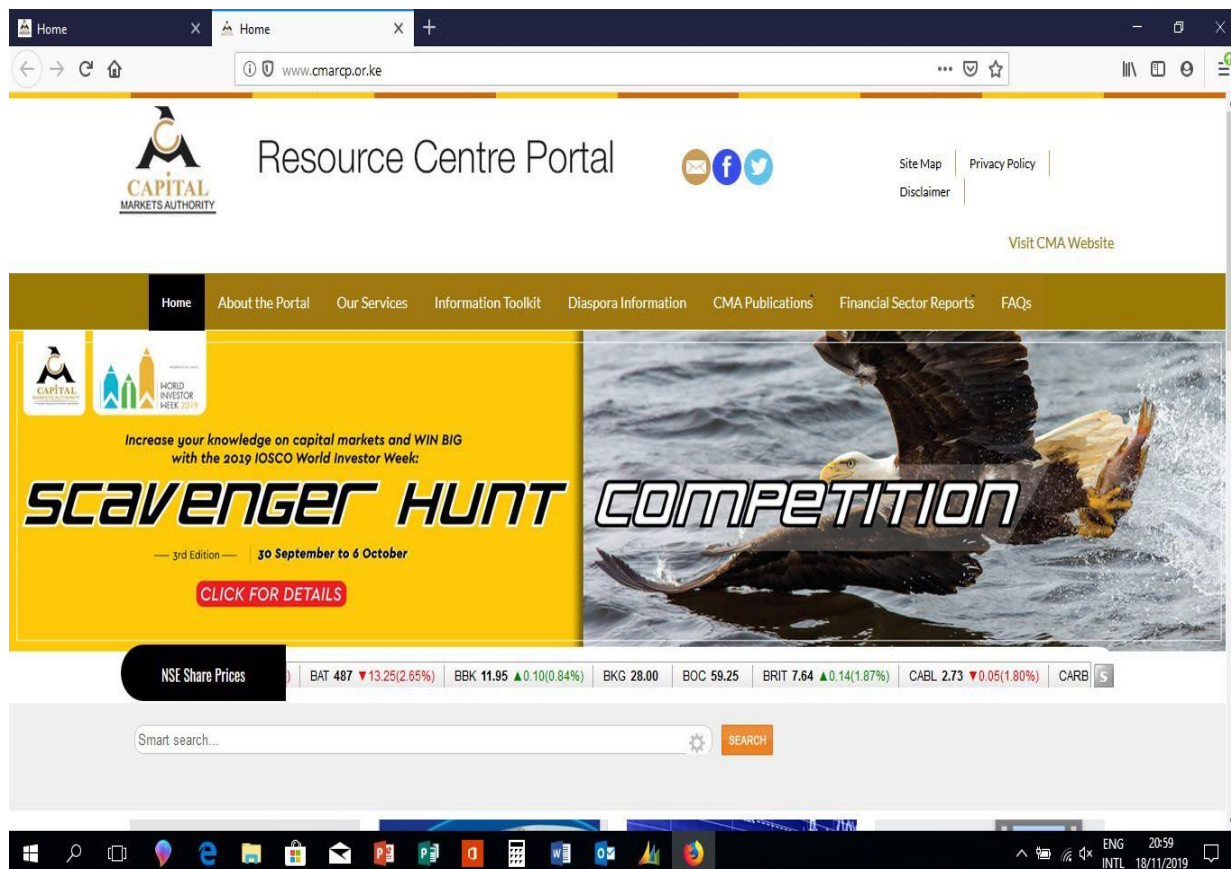 Home
Home
www.cmarcp.or.ke
CAPITAL
MARKETS AUTHORITY
Resource Centre Portal
Site Map
Privacy Policy
Disclaimer
Visit CMA Website
Home About the Portal Our Services Information Toolkit Diaspora Information CMA Publications Financial Sector Reports FAQs
CAPITAL
WORLD
INVESTOR
WEEK 2019
Increase your knowledge on capital markets and WIN BIG
with the 2019 IOSCO World Investor Week:
SCAVENGER HUNT COMPETITION
3rd Edition 30 September to 6 October
CLICK FOR DETAILS
NSE Share Prices ) BAT 487 ▼13.25(2.65%) BBK 11.95 ▲0.10(0.84%) BKG 28.00 BOC 59.25 BRIT 7.64 ▲0.14(1.87%) CABL 2.73 ▼0.05(1.80%) CARB S
Smart search...
SEARCH
ENG 20:59
INTL 18/11/2019